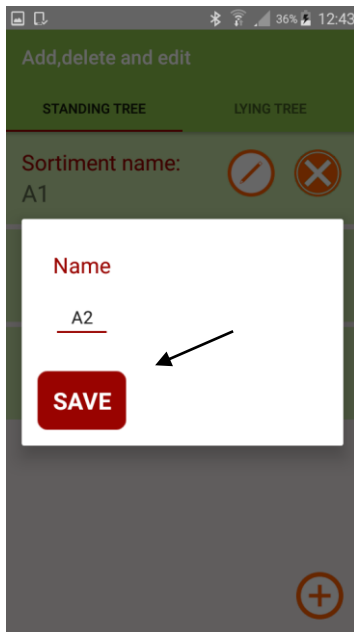 36% 12:43
Add,delete and edit
STANDING TREE LYING TREE
Sortiment name:
A1
Name
A2
SAVE